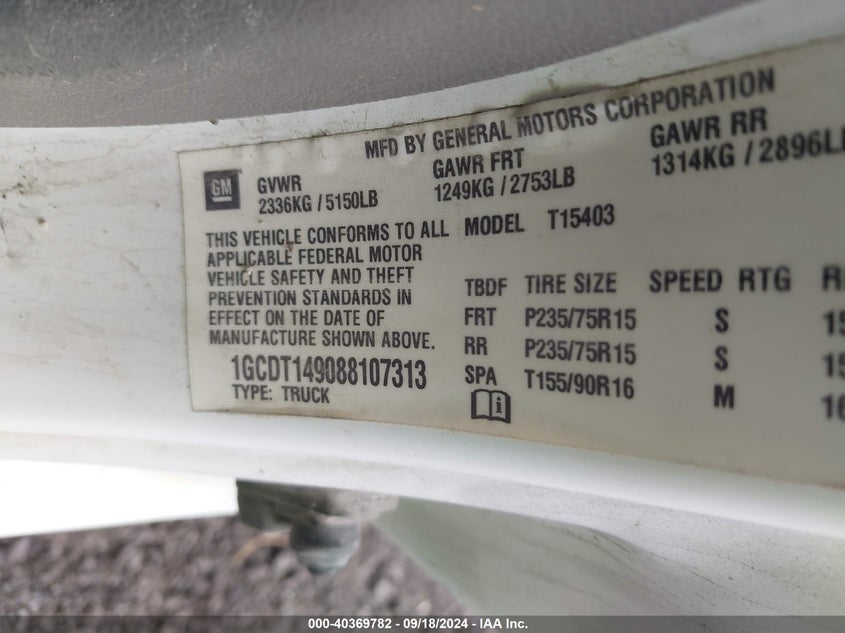 MFD BY GENERAL MOTORS CORPORATION
GM
GVWR
2336KG / 5150LB
GAWR FRT
1249KG / 2753LB
GAWR RR
1314KG / 2896L
THIS VEHICLE CONFORMS TO ALL
APPLICABLE FEDERAL MOTOR
VEHICLE SAFETY AND THEFT
PREVENTION STANDARDS IN
EFFECT ON THE DATE OF
MANUFACTURE SHOWN ABOVE.
1GCDT149088107313
TYPE: TRUCK
MODEL T15403
TBDF TIRE SIZE SPEED RTG R
FRT P235/75R15 S 15
RR P235/75R15 S 15
SPA T155/90R16 M 16
i
000-40369782 - 09/18/2024 - IAA